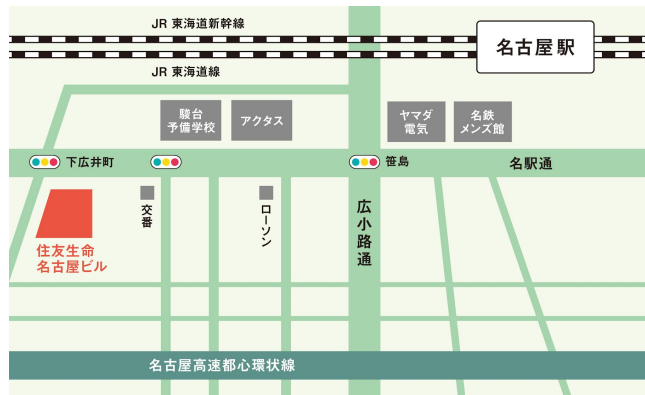 JR 東海道新幹線
名古屋駅
JR 東海道線
駿台
予備学校
アクタス
ヤマダ
電気
名鉄
メンズ館
下広井町
笹島
名駅通
交番
ローソン
広小路通
住友生命
名古屋ビル
名古屋高速都心環状線